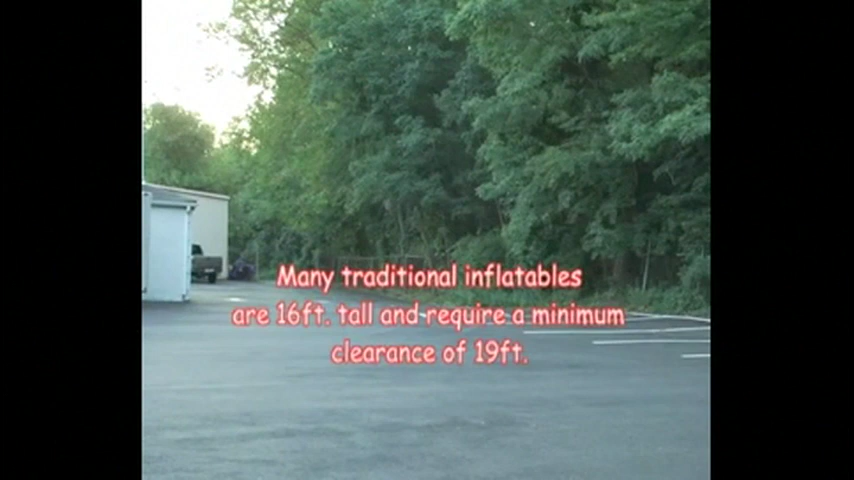 Many traditional inflatables
are 16ft. tall and require a minimum
clearance of 19ft.